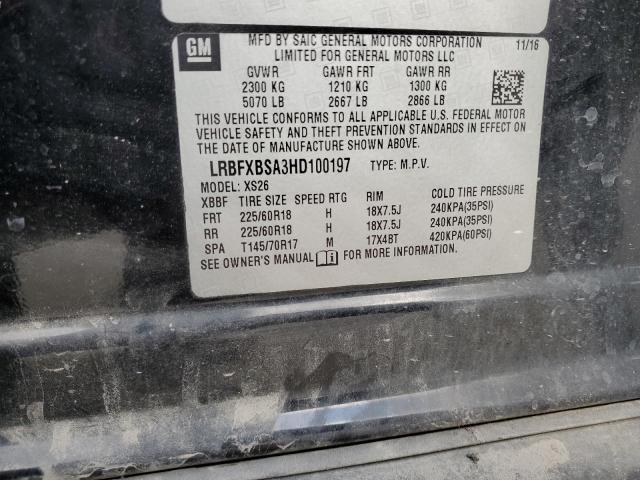 GM
MFD BY SAIC GENERAL MOTORS CORPORATION 11/16
LIMITED FOR GENERAL MOTORS LLC
GVWR GAWR FRT GAWR RR
2300 KG 1210 KG 1300 KG
5070 LB 2667 LB 2866 LB
THIS VEHICLE CONFORMS TO ALL APPLICABLE U.S. FEDERAL MOTOR
VEHICLE SAFETY AND THEFT PREVENTION STANDARDS IN EFFECT ON
THE DATE OF MANUFACTURE SHOWN ABOVE.
LRBFXBSA3HD100197 TYPE: M.P.V.
MODEL: XS26
XBBF TIRE SIZE SPEED RTG RIM COLD TIRE PRESSURE
FRT 225/60R18 H 18X7.5J 240KPA(35PSI)
RR 225/60R18 H 18X7.5J 240KPA(35PSI)
SPA T145/70R17 M 17X4BT 420KPA(60PSI)
SEE OWNER'S MANUAL FOR MORE INFORMATION.